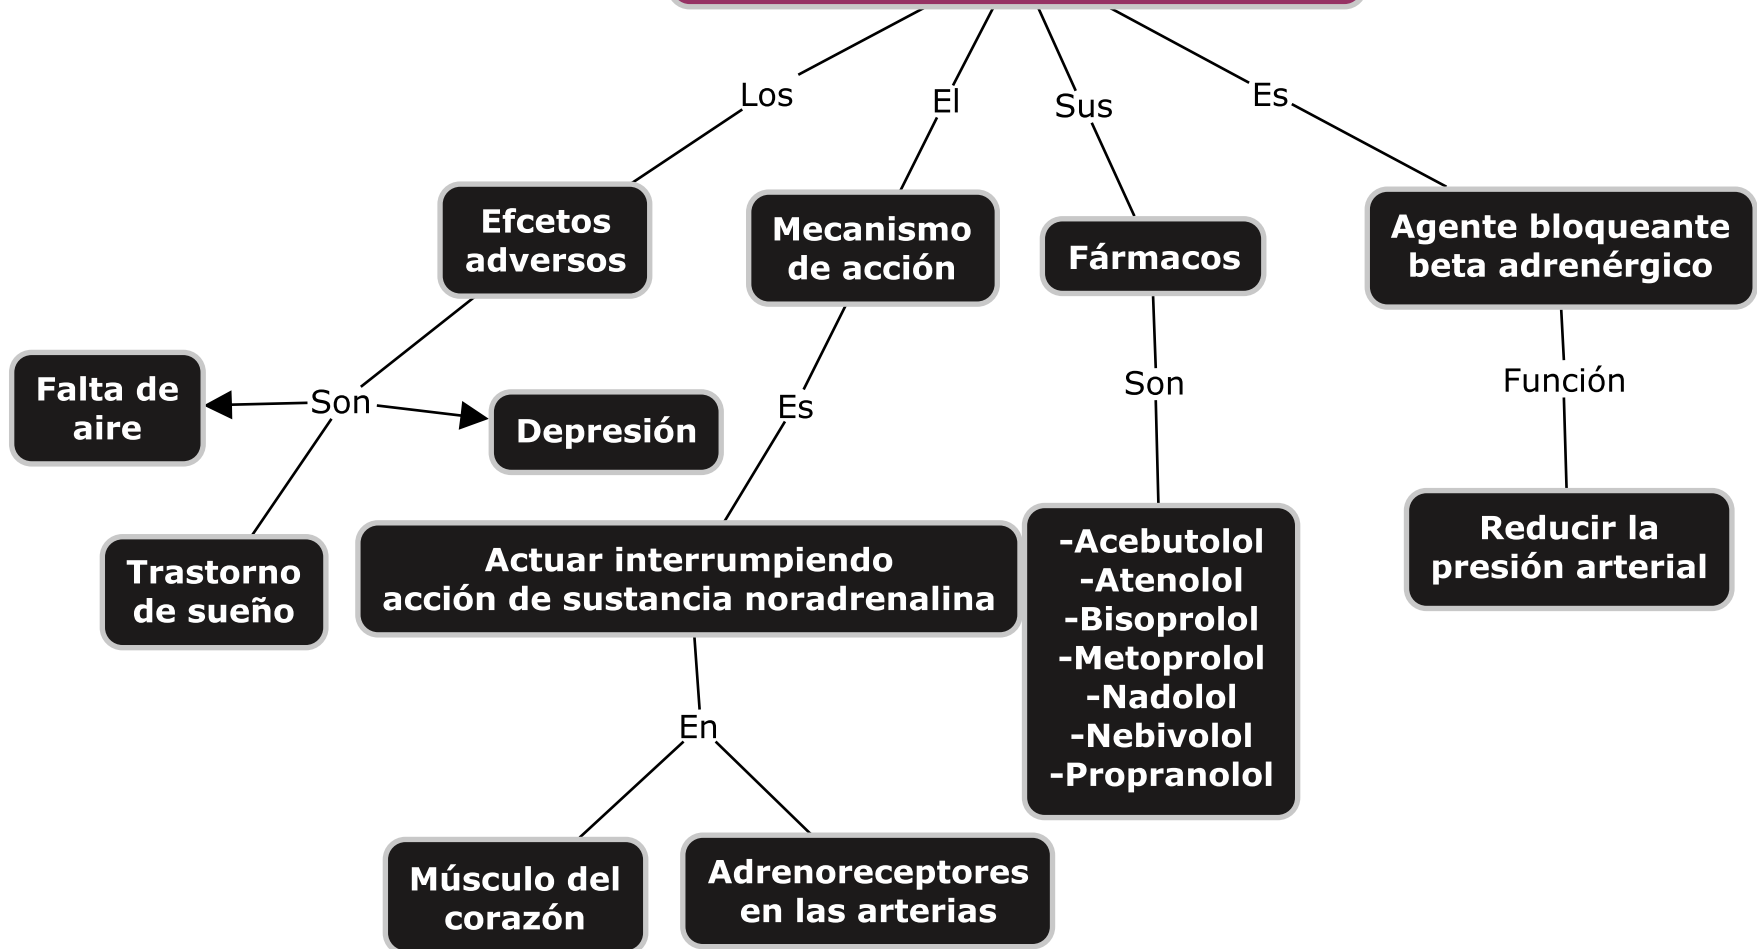 Los
El
Sus
Es
Efcetos
adversos
Mecanismo
de acción
Fármacos
Agente bloqueante
beta adrenérgico
Falta de
aire
Son
Depresión
Es
Son
Función
Trastorno
de sueño
Actuar interrumpiendo
acción de sustancia noradrenalina
-Acebutolol
-Atenolol
-Bisoprolol
-Metoprolol
-Nadolol
-Nebivolol
-Propranolol
Reducir la
presión arterial
En
Músculo del
corazón
Adrenoreceptores
en las arterias